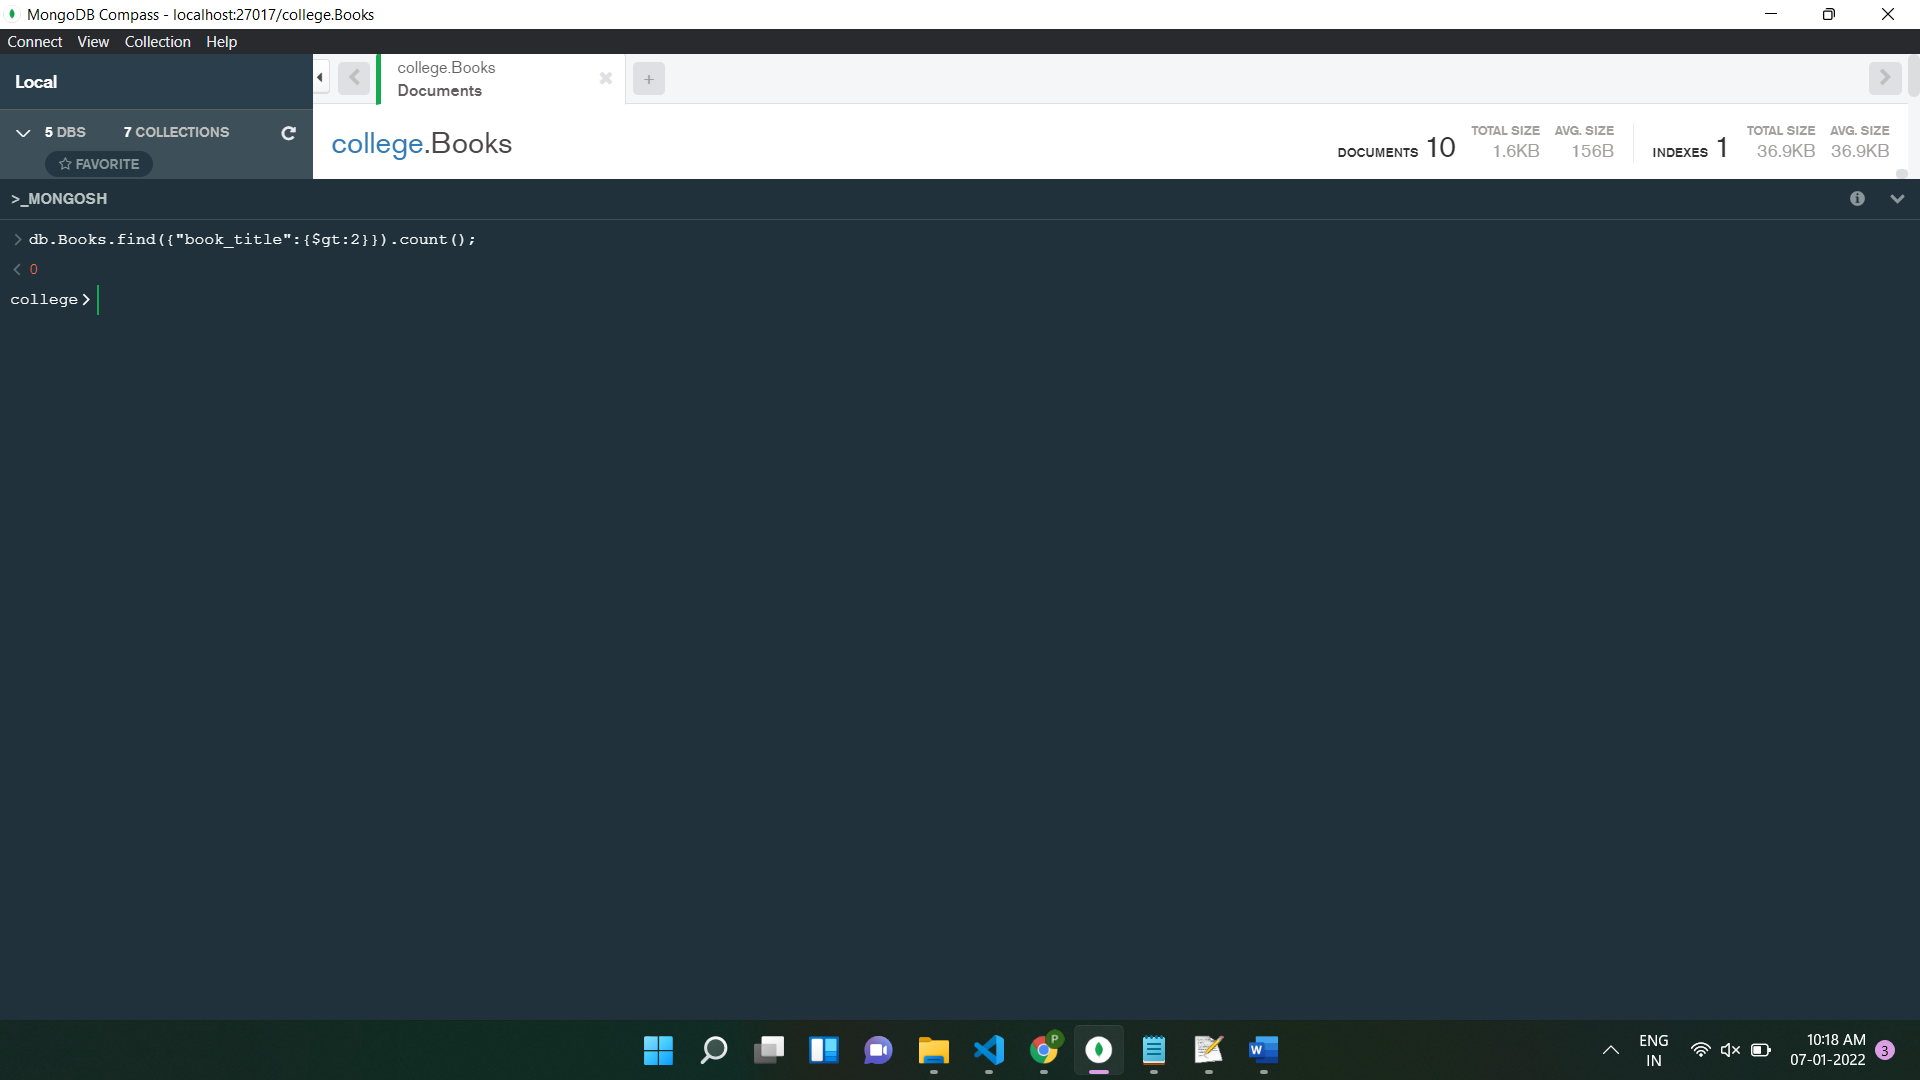 MongoDB Compass - localhost:27017/college.Books
Connect View Collection Help
Local
college.Books
Documents
+
5 DBS 7 COLLECTIONS
FAVORITE
college.Books
DOCUMENTS 10
TOTAL SIZE 1.6KB
AVG. SIZE 156B
INDEXES 1
TOTAL SIZE 36.9KB
AVG. SIZE 36.9KB
>_MONGOSH
> db.Books.find({"book_title":{$gt:2}}).count();
< 0
college>
P
W
ENG
IN
10:18 AM
07-01-2022
3